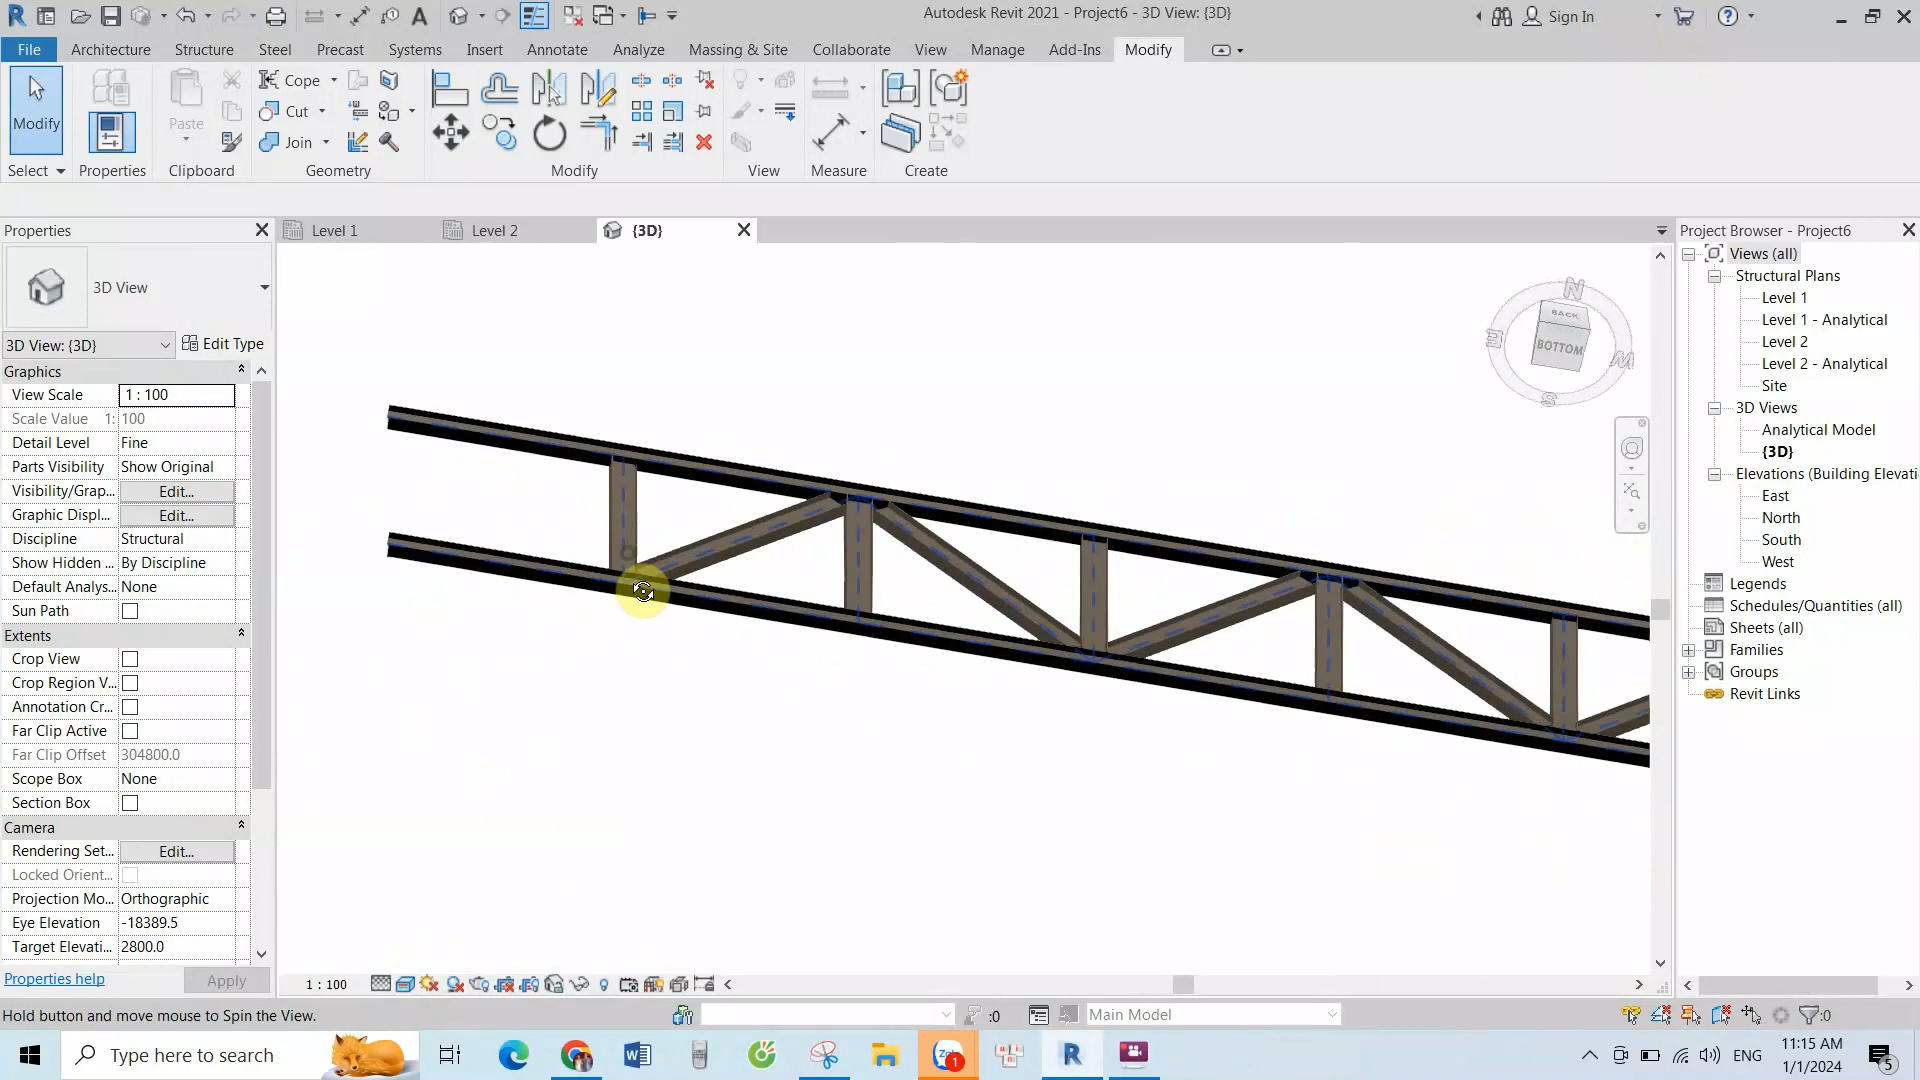 Autodesk Revit 2021 - Project6 - 3D View: {3D}
Sign In
File Architecture Structure Steel Precast Systems Insert Annotate Analyze Massing & Site Collaborate View Manage Add-Ins Modify
Modify
Paste
Cope
Cut
Join
Select Properties Clipboard Geometry Modify View Measure Create
Properties
Level 1
Level 2
{3D}
Project Browser - Project6
3D View
3D View: {3D}
Edit Type
Graphics
View Scale 1 : 100
Scale Value 1: 100
Detail Level Fine
Parts Visibility Show Original
Visibility/Grap... Edit...
Graphic Displ... Edit...
Discipline Structural
Show Hidden ... By Discipline
Default Analys... None
Sun Path
Extents
Crop View
Crop Region V...
Annotation Cr...
Far Clip Active
Far Clip Offset 304800.0
Scope Box None
Section Box
Camera
Rendering Set... Edit...
Locked Orient...
Projection Mo... Orthographic
Eye Elevation -18389.5
Target Elevati... 2800.0
Properties help
Apply
N
BACK
BOTTOM
E
W
S
Views (all)
Structural Plans
Level 1
Level 1 - Analytical
Level 2
Level 2 - Analytical
Site
3D Views
Analytical Model
{3D}
Elevations (Building Elevati
East
North
South
West
Legends
Schedules/Quantities (all)
Sheets (all)
Families
Groups
Revit Links
1 : 100
Hold button and move mouse to Spin the View.
:0
Main Model
:0
Type here to search
1
ENG
11:15 AM
1/1/2024
5